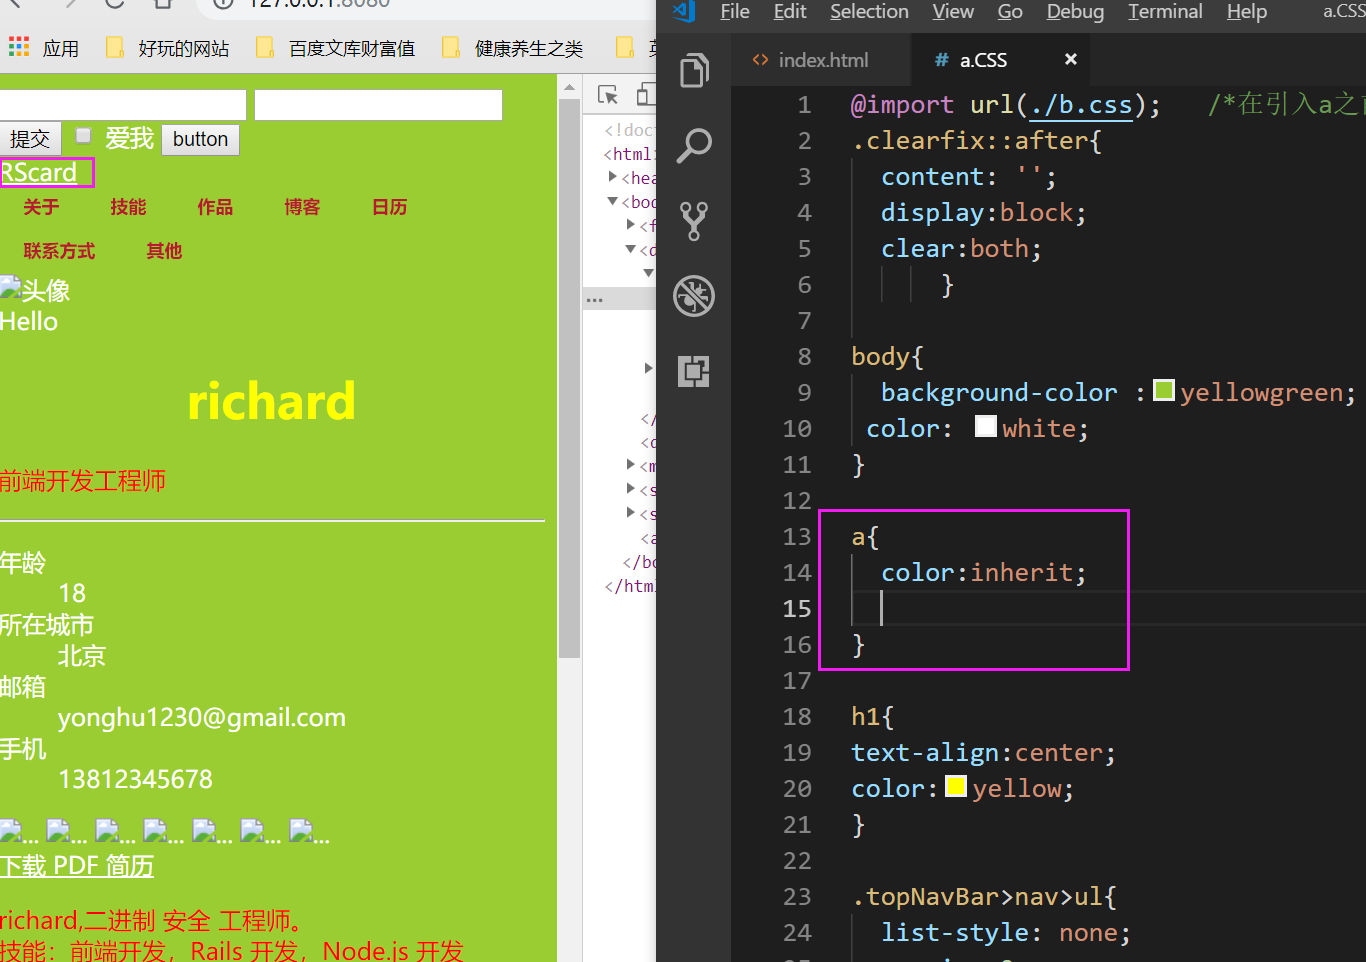 127.0.0.1:8080
应用 好玩的网站 百度文库财富值 健康养生之类
提交 爱我 button
RScard
关于 技能 作品 博客 日历
联系方式 其他
头像
Hello
richard
前端开发工程师
年龄
18
所在城市
北京
邮箱
yonghu1230@gmail.com
手机
13812345678
... ... ... ... ... ... ...
下载 PDF 简历
richard,二进制 安全 工程师。
技能：前端开发，Rails 开发，Node.js 开发
<!doc
<html
<hea
<bo
<f
<d
...
</
<d
<m
<s
<s
<a
</bo
</html
File Edit Selection View Go Debug Terminal Help a.CSS
<> index.html # a.CSS ×
1 @import url(./b.css); /*在引入a之
2 .clearfix::after{
3 content: '';
4 display:block;
5 clear:both;
6 }
7
8 body{
9 background-color :yellowgreen;
10 color: white;
11 }
12
13 a{
14 color:inherit;
15
16 }
17
18 h1{
19 text-align:center;
20 color:yellow;
21 }
22
23 .topNavBar>nav>ul{
24 list-style: none;